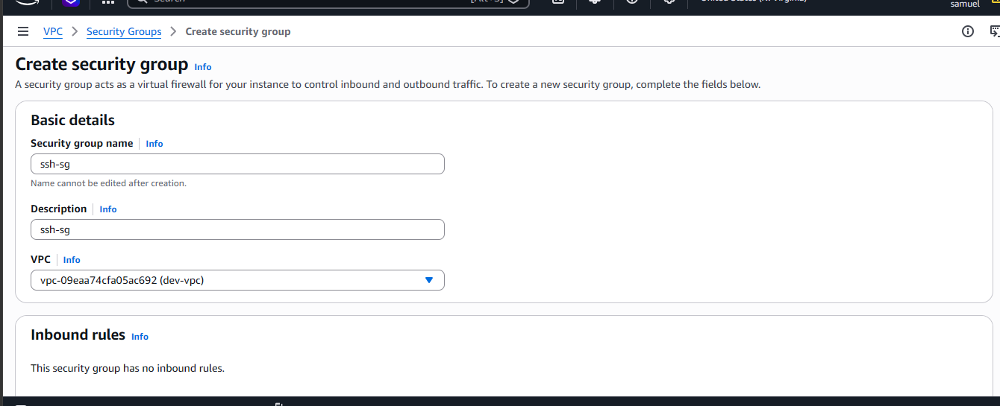 samuel
VPC > Security Groups > Create security group
Create security group Info
A security group acts as a virtual firewall for your instance to control inbound and outbound traffic. To create a new security group, complete the fields below.
Basic details
Security group name Info
ssh-sg
Name cannot be edited after creation.
Description Info
ssh-sg
VPC Info
vpc-09eaa74cfa05ac692 (dev-vpc)
Inbound rules Info
This security group has no inbound rules.